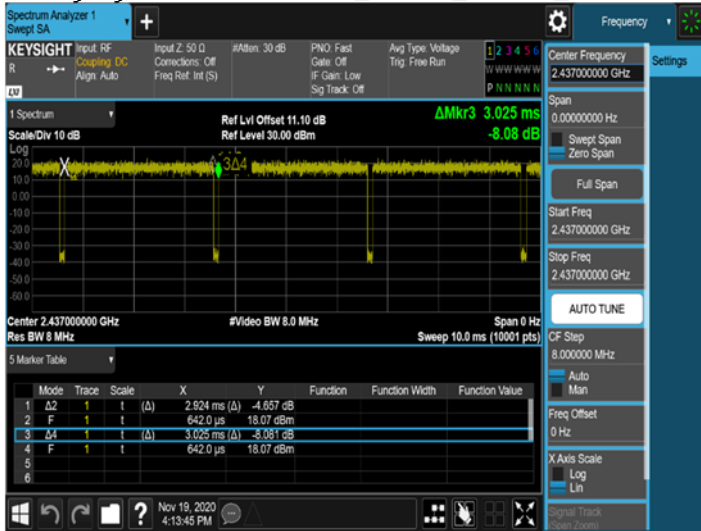 Spectrum Analyzer 1
Swept SA
+
Frequency
KEYSIGHT
R
Input: RF
Coupling: DC
Align: Auto
Input Z: 50 Ω
Corrections: Off
Freq Ref: Int (S)
#Atten: 30 dB
PNO: Fast
Gate: Off
IF Gain: Low
Sig Track: Off
Avg Type: Voltage
Trig: Free Run
1 2 3 4 5 6
W W W W W W
P N N N N N
LXI
Center Frequency
2.437000000 GHz
Settings
Span
0.00000000 Hz
Swept Span
Zero Span
Full Span
Start Freq
2.437000000 GHz
Stop Freq
2.437000000 GHz
AUTO TUNE
CF Step
8.000000 MHz
Auto
Man
Freq Offset
0 Hz
X Axis Scale
Log
Lin
Signal Track
(Span Zoom)
1 Spectrum
Scale/Div 10 dB
Log
Ref Lvl Offset 11.10 dB
Ref Level 30.00 dBm
ΔMkr3 3.025 ms
-8.08 dB
20.0
10.0
0.00
-10.0
-20.0
-30.0
-40.0
-50.0
-60.0
X
3Δ4
Center 2.437000000 GHz
#Video BW 8.0 MHz
Span 0 Hz
Res BW 8 MHz
Sweep 10.0 ms (10001 pts)
5 Marker Table
Mode Trace Scale X Y Function Function Width Function Value
1 Δ2 1 t (Δ) 2.924 ms (Δ) -4.657 dB
2 F 1 t 642.0 µs 18.07 dBm
3 Δ4 1 t (Δ) 3.025 ms (Δ) -8.081 dB
4 F 1 t 642.0 µs 18.07 dBm
5
6
?
Nov 19, 2020
4:13:45 PM